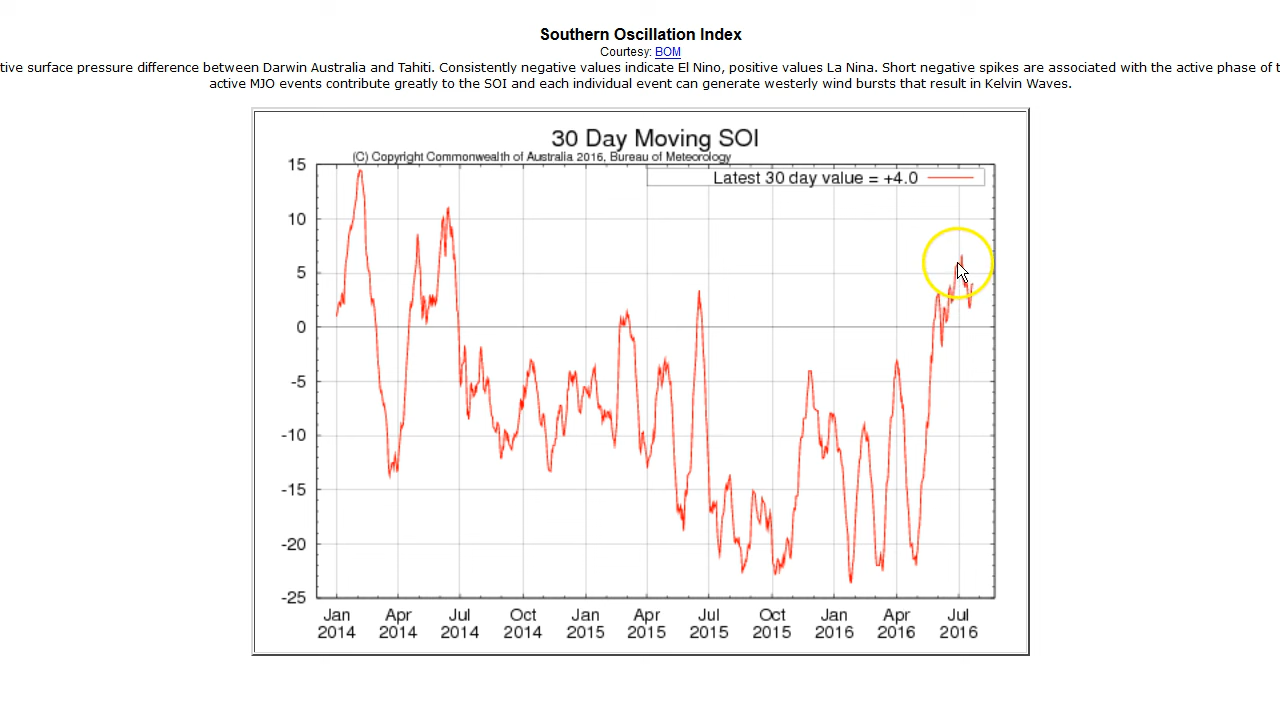 Southern Oscillation Index
Courtesy: BOM
tive surface pressure difference between Darwin Australia and Tahiti. Consistently negative values indicate El Nino, positive values La Nina. Short negative spikes are associated with the active phase of t
active MJO events contribute greatly to the SOI and each individual event can generate westerly wind bursts that result in Kelvin Waves.
30 Day Moving SOI
(C) Copyright Commonwealth of Australia 2016, Bureau of Meteorology
Latest 30 day value = +4.0
15
10
5
0
-5
-10
-15
-20
-25
Jan Apr Jul Oct Jan Apr Jul Oct Jan Apr Jul
2014 2014 2014 2014 2015 2015 2015 2015 2016 2016 2016